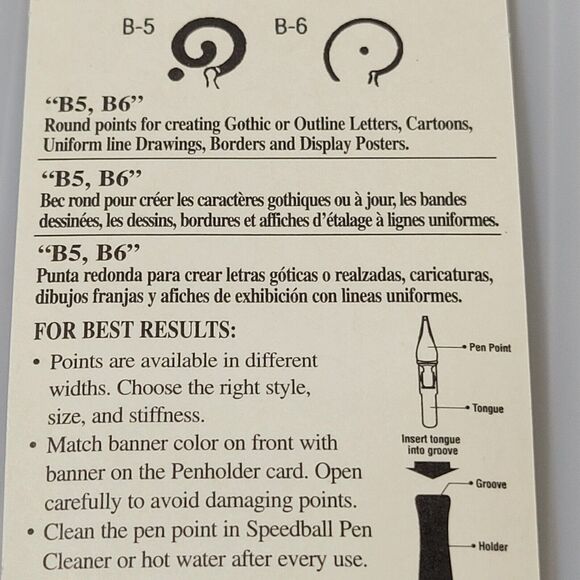 B-5 B-6
“B5, B6”
Round points for creating Gothic or Outline Letters, Cartoons,
Uniform line Drawings, Borders and Display Posters.
“B5, B6”
Bec rond pour créer les caractères gothiques ou à jour, les bandes
dessinées, les dessins, bordures et affiches d’étalage à lignes uniformes.
“B5, B6”
Punta redonda para crear letras góticas o realzadas, caricaturas,
dibujos franjas y afiches de exhibición con lineas uniformes.
FOR BEST RESULTS:
• Points are available in different
widths. Choose the right style,
size, and stiffness.
• Match banner color on front with
banner on the Penholder card. Open
carefully to avoid damaging points.
• Clean the pen point in Speedball Pen
Cleaner or hot water after every use.
Pen Point
Tongue
Insert tongue
into groove
Groove
Holder